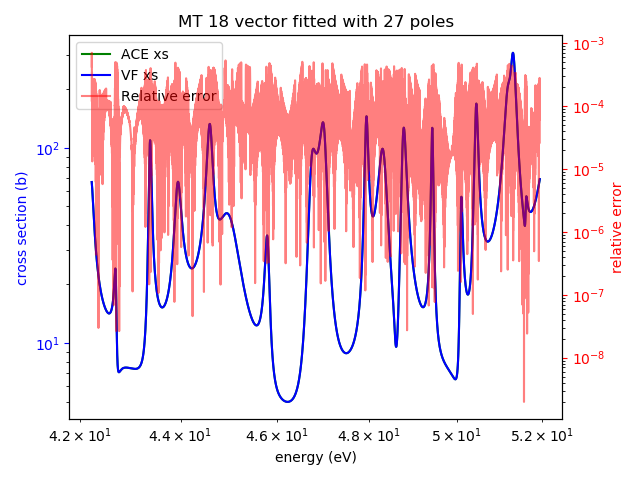 MT 18 vector fitted with 27 poles
ACE xs
VF xs
Relative error
10²
10¹
cross section (b)
10⁻³
10⁻⁴
10⁻⁵
10⁻⁶
10⁻⁷
10⁻⁸
relative error
4.2 × 10¹ 4.4 × 10¹ 4.6 × 10¹ 4.8 × 10¹ 5 × 10¹ 5.2 × 10¹
energy (eV)